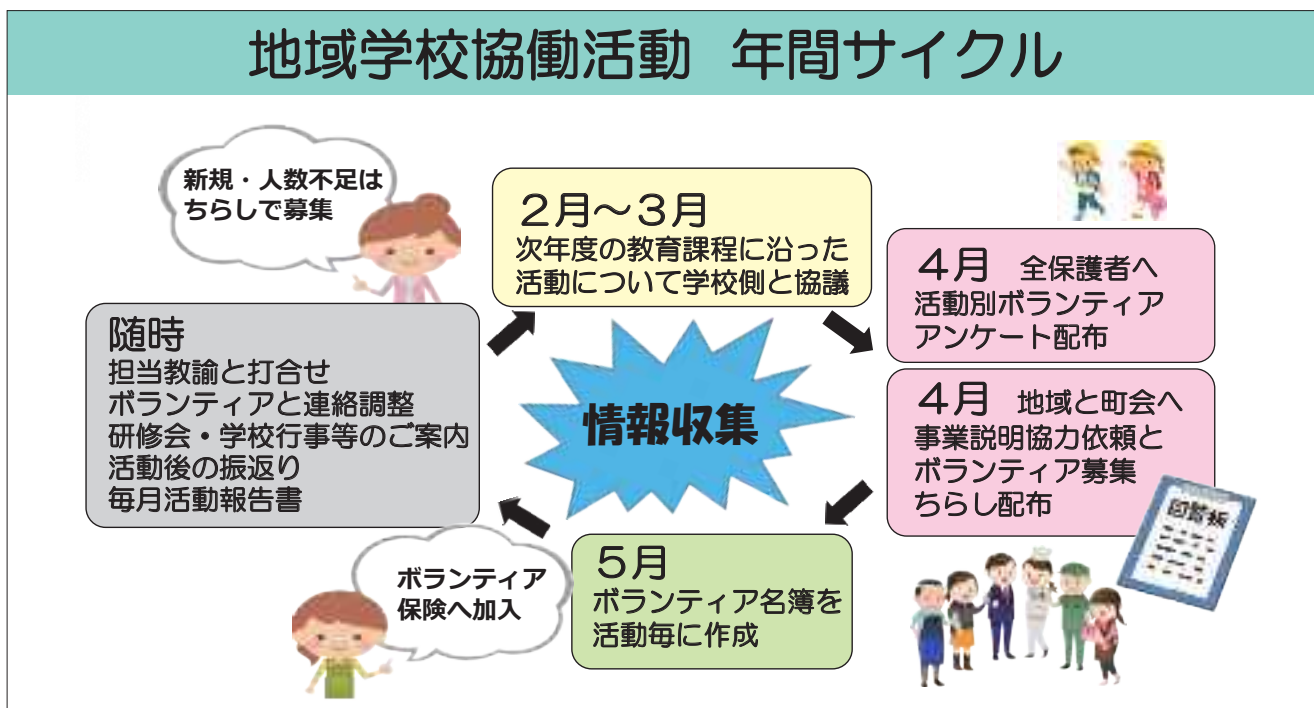 地域学校協働活動 年間サイクル
新規・人数不足は
ちらしで募集
2月～3月
次年度の教育課程に沿った
活動について学校側と協議
4月 全保護者へ
活動別ボランティア
アンケート配布
4月 地域と町会へ
事業説明協力依頼と
ボランティア募集
ちらし配布
回覧板
5月
ボランティア名簿を
活動毎に作成
ボランティア
保険へ加入
随時
担当教諭と打合せ
ボランティアと連絡調整
研修会・学校行事等のご案内
活動後の振返り
毎月活動報告書
情報収集